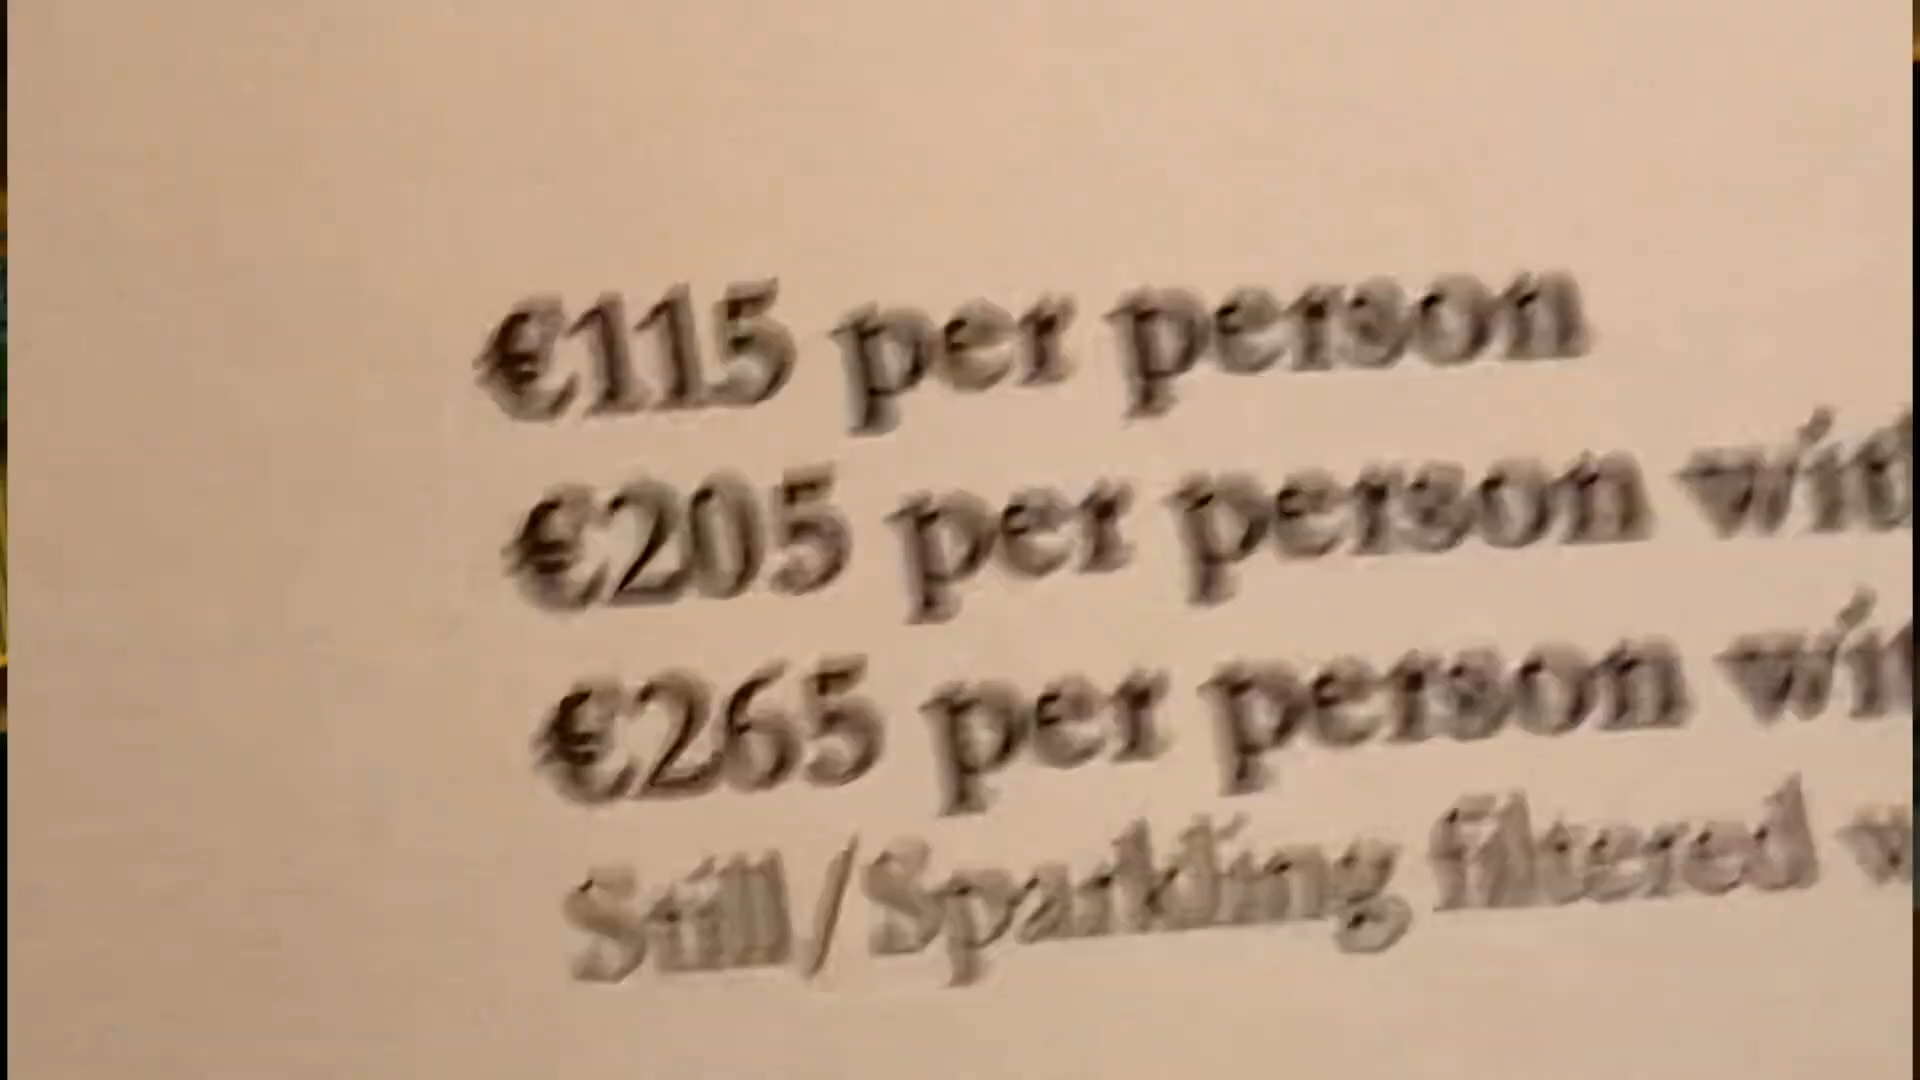 €115 per person
€205 per person
€265 per person
Still/Sparkling filtered